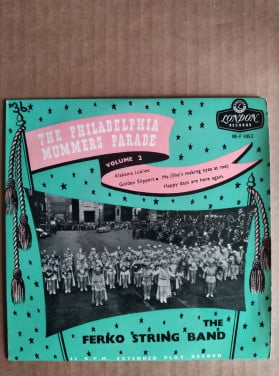 36.
LONDON
RECORDS
RE-F 1052
THE PHILADELPHIA
MUMMERS PARADE
VOLUME 2
Alabama Jubilee
Golden Slippers • Ma (She's making eyes at me)
Happy days are here again
THE
FERKO STRING BAND
45 R.P.M. EXTENDED PLAY RECORD